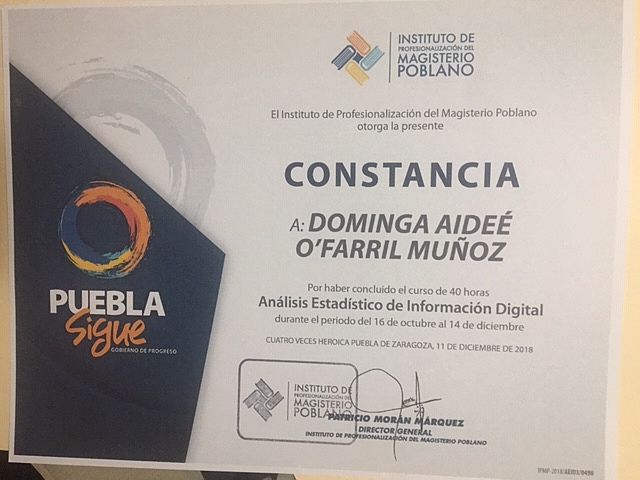 INSTITUTO DE
PROFESIONALIZACIÓN DEL
MAGISTERIO
POBLANO
El Instituto de Profesionalización del Magisterio Poblano
otorga la presente
CONSTANCIA
A: DOMINGA AIDEÉ
O'FARRIL MUÑOZ
Por haber concluido el curso de 40 horas
Análisis Estadístico de Información Digital
durante el período del 16 de octubre al 14 de diciembre
CUATRO VECES HEROICA PUEBLA DE ZARAGOZA, 11 DE DICIEMBRE DE 2018
PUEBLA
Sigue
GOBIERNO DE PROGRESO
INSTITUTO DE
PROFESIONALIZACIÓN DEL
MAGISTERIO
POBLANO
PATRICIO MORÁN MÁRQUEZ
DIRECTOR GENERAL
INSTITUTO DE PROFESIONALIZACIÓN DEL MAGISTERIO POBLANO